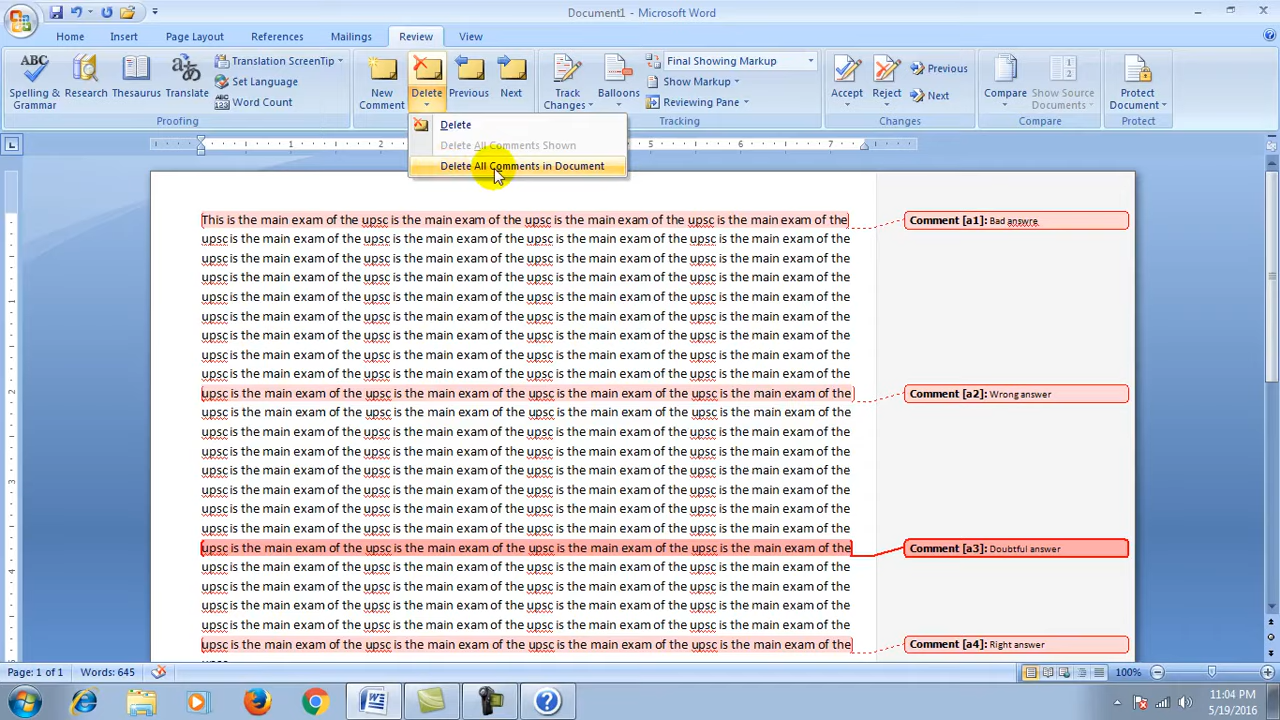 Document1 - Microsoft Word
Home Insert Page Layout References Mailings Review View
ABC Spelling & Grammar Research Thesaurus Translate
Translation ScreenTip
Set Language
ABC 123 Word Count
Proofing
New Comment Delete Previous Next
Track Changes Balloons
Final Showing Markup
Show Markup
Reviewing Pane
Tracking
Accept Reject
Previous
Next
Changes
Compare Show Source Documents
Compare
Protect Document
Protect
Delete
Delete All Comments Shown
Delete All Comments in Document
This is the main exam of the upsc is the main exam of the upsc is the main exam of the upsc is the main exam of the
Comment [a1]: Bad answre
upsc is the main exam of the upsc is the main exam of the upsc is the main exam of the upsc is the main exam of the
upsc is the main exam of the upsc is the main exam of the upsc is the main exam of the upsc is the main exam of the
upsc is the main exam of the upsc is the main exam of the upsc is the main exam of the upsc is the main exam of the
upsc is the main exam of the upsc is the main exam of the upsc is the main exam of the upsc is the main exam of the
upsc is the main exam of the upsc is the main exam of the upsc is the main exam of the upsc is the main exam of the
upsc is the main exam of the upsc is the main exam of the upsc is the main exam of the upsc is the main exam of the
upsc is the main exam of the upsc is the main exam of the upsc is the main exam of the upsc is the main exam of the
upsc is the main exam of the upsc is the main exam of the upsc is the main exam of the upsc is the main exam of the
upsc is the main exam of the upsc is the main exam of the upsc is the main exam of the upsc is the main exam of the
Comment [a2]: Wrong answer
upsc is the main exam of the upsc is the main exam of the upsc is the main exam of the upsc is the main exam of the
upsc is the main exam of the upsc is the main exam of the upsc is the main exam of the upsc is the main exam of the
upsc is the main exam of the upsc is the main exam of the upsc is the main exam of the upsc is the main exam of the
upsc is the main exam of the upsc is the main exam of the upsc is the main exam of the upsc is the main exam of the
upsc is the main exam of the upsc is the main exam of the upsc is the main exam of the upsc is the main exam of the
upsc is the main exam of the upsc is the main exam of the upsc is the main exam of the upsc is the main exam of the
upsc is the main exam of the upsc is the main exam of the upsc is the main exam of the upsc is the main exam of the
upsc is the main exam of the upsc is the main exam of the upsc is the main exam of the upsc is the main exam of the
Comment [a3]: Doubtful answer
upsc is the main exam of the upsc is the main exam of the upsc is the main exam of the upsc is the main exam of the
upsc is the main exam of the upsc is the main exam of the upsc is the main exam of the upsc is the main exam of the
upsc is the main exam of the upsc is the main exam of the upsc is the main exam of the upsc is the main exam of the
upsc is the main exam of the upsc is the main exam of the upsc is the main exam of the upsc is the main exam of the
upsc is the main exam of the upsc is the main exam of the upsc is the main exam of the upsc is the main exam of the
Comment [a4]: Right answer
Page: 1 of 1 Words: 645
100%
11:04 PM
5/19/2016